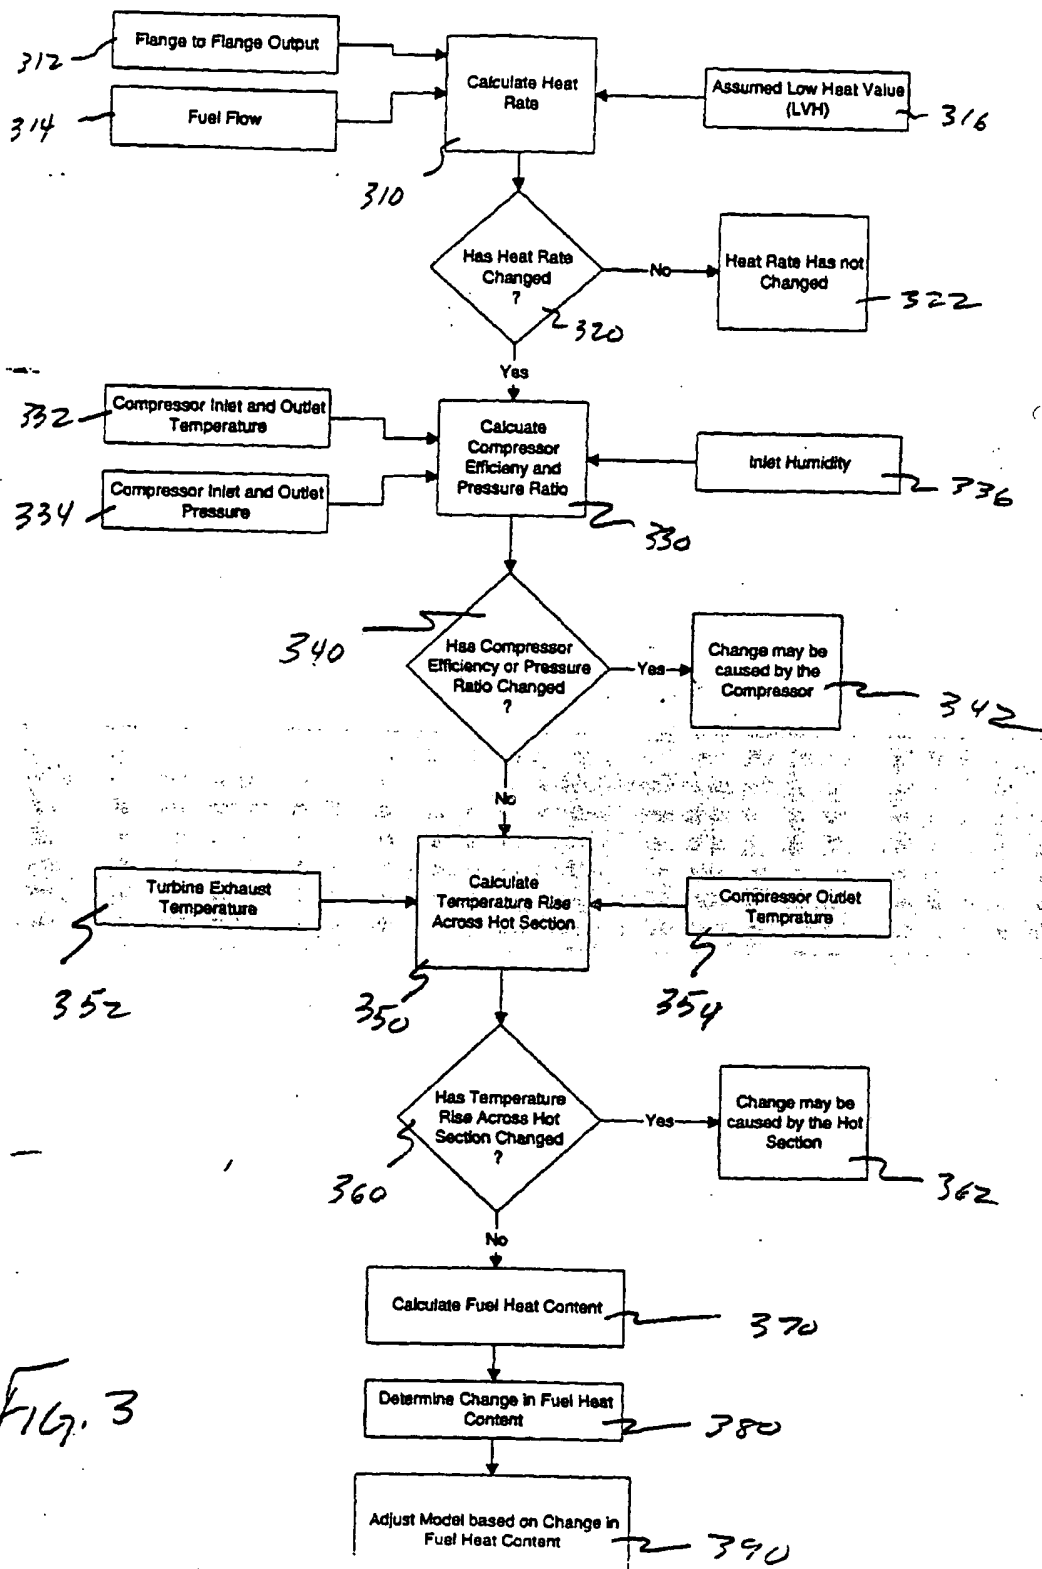 312
Flange to Flange Output
314
Fuel Flow
Calculate Heat
Rate
310
Assumed Low Heat Value
(LVH)
316
Has Heat Rate
Changed
?
320
No
Heat Rate Has not
Changed
322
Yes
332
Compressor Inlet and Outlet
Temperature
334
Compressor Inlet and Outlet
Pressure
Calcuate
Compressor
Efficieny and
Pressure Ratio
330
Inlet Humidity
336
340
Has Compressor
Efficiency or Pressure
Ratio Changed
?
Yes
Change may be
caused by the
Compressor
342
No
Turbine Exhaust
Temperature
352
Calculate
Temperature Rise
Across Hot Section
350
Compressor Outlet
Temprature
354
Has Temperature
Rise Across Hot
Section Changed
?
360
Yes
Change may be
caused by the Hot
Section
362
No
Calculate Fuel Heat Content
370
Determine Change in Fuel Heat
Content
380
Adjust Model based on Change in
Fuel Heat Content
390
FIG. 3